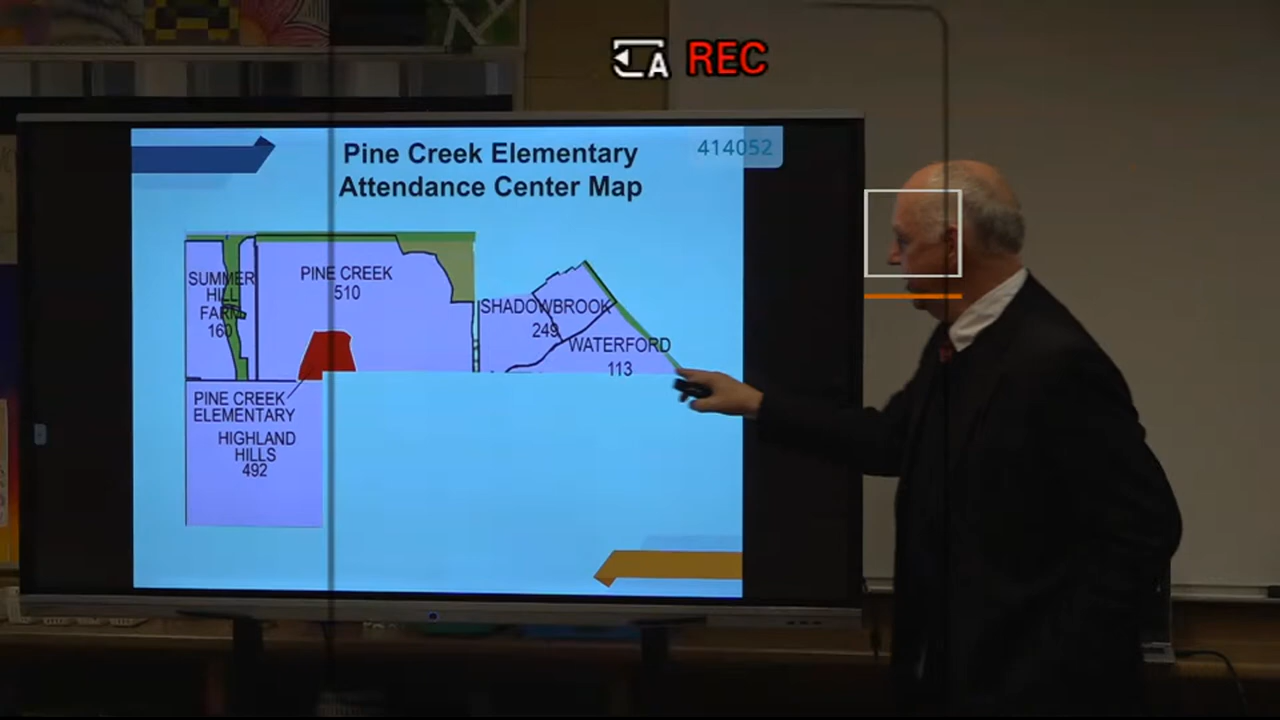 A REC
Pine Creek Elementary
Attendance Center Map
414052
SUMMER
HILL
FARM
160
PINE CREEK
510
SHADOWBROOK
249
WATERFORD
113
PINE CREEK
ELEMENTARY
HIGHLAND
HILLS
492